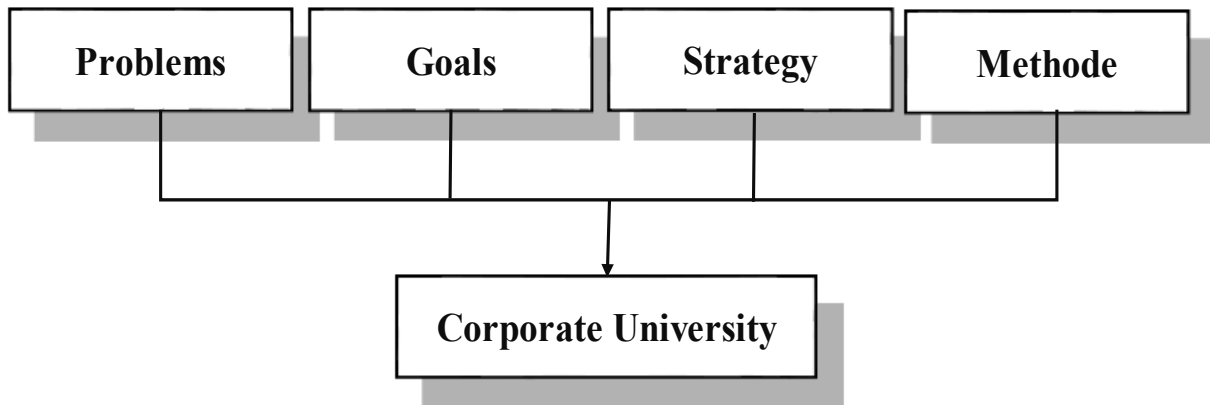 Problems
Goals
Strategy
Methode
Corporate University